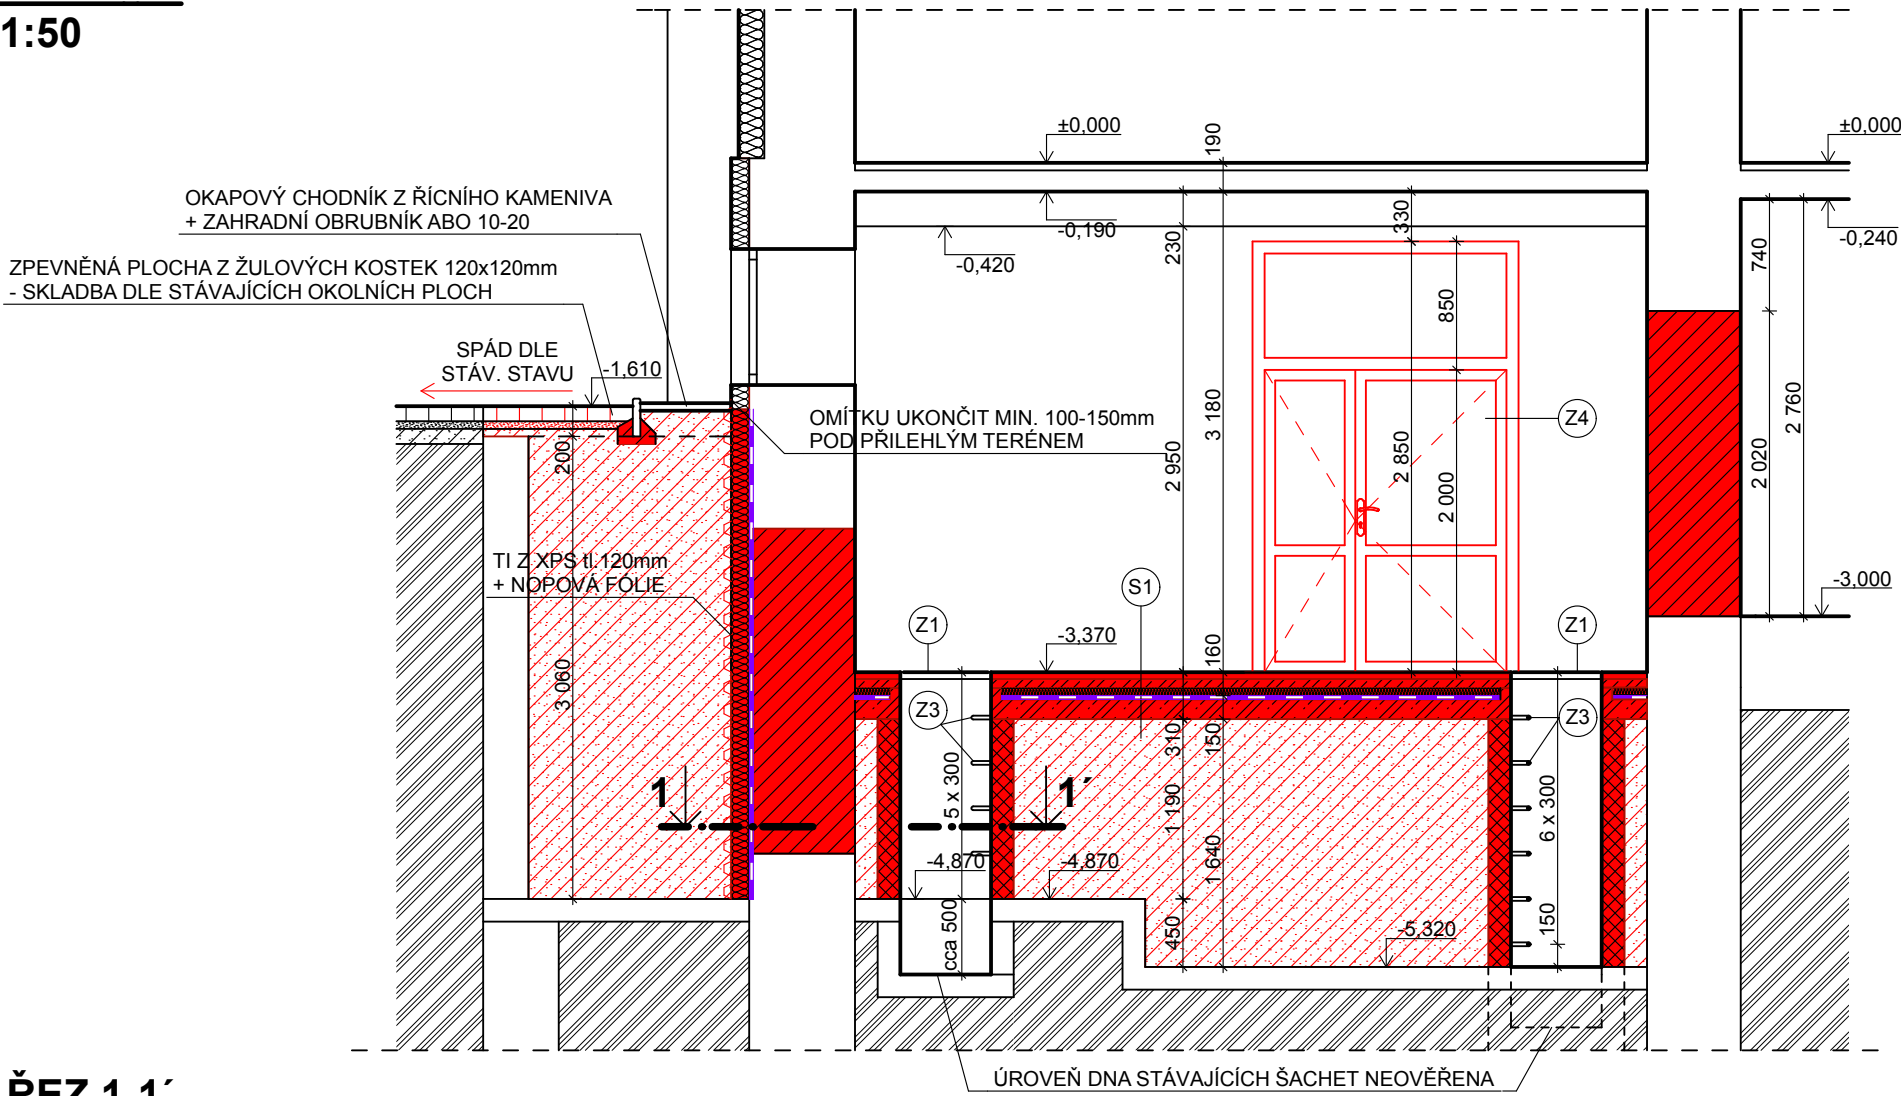 1:50
±0,000
190
±0,000
OKAPOVÝ CHODNÍK Z ŘÍCNÍHO KAMENIVA
+ ZAHRADNÍ OBRUBNÍK ABO 10-20
-0,190
330
-0,240
230
740
-0,420
ZPEVNĚNÁ PLOCHA Z ŽULOVÝCH KOSTEK 120x120mm
- SKLADBA DLE STÁVAJÍCÍCH OKOLNÍCH PLOCH
850
SPÁD DLE
STÁV. STAVU
-1,610
OMÍTKU UKONČIT MIN. 100-150mm
POD PŘILEHLÝM TERÉNEM
3 180
2 760
Z4
200
2 950
2 850
2 000
2 020
TI Z XPS tl.120mm
+ NOPOVÁ FÓLIE
S1
-3,000
Z1
-3,370
160
Z1
3 060
Z3
Z3
310
150
1
1´
5 x 300
1 190
6 x 300
-4,870
-4,870
1 640
cca 500
450
-5,320
150
ÚROVEŇ DNA STÁVAJÍCÍCH ŠACHET NEOVĚŘENA
ŘEZ 1-1´